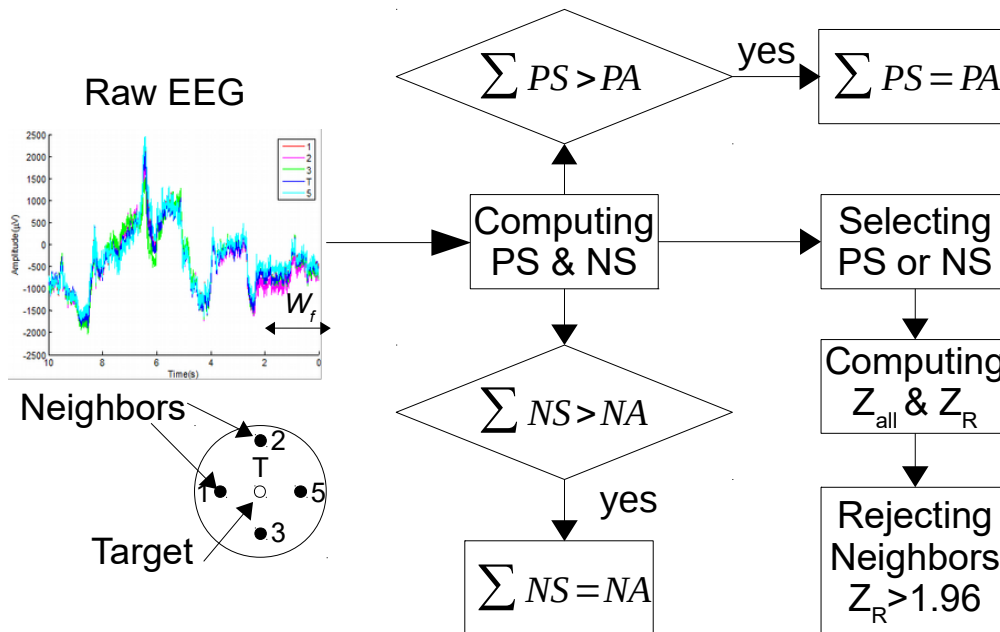 Raw EEG
2500
2000
1500
1000
500
0
-500
-1000
-1500
-2000
-2500
Amplitude(μV)
1
2
3
T
5
W_f
10
8
6
4
2
0
Time(s)
Neighbors
2
T
1
5
3
Target
∑ PS > PA
yes
∑ PS = PA
Computing
PS & NS
Selecting
PS or NS
∑ NS > NA
yes
∑ NS = NA
Computing
Z_all & Z_R
Rejecting
Neighbors
Z_R>1.96